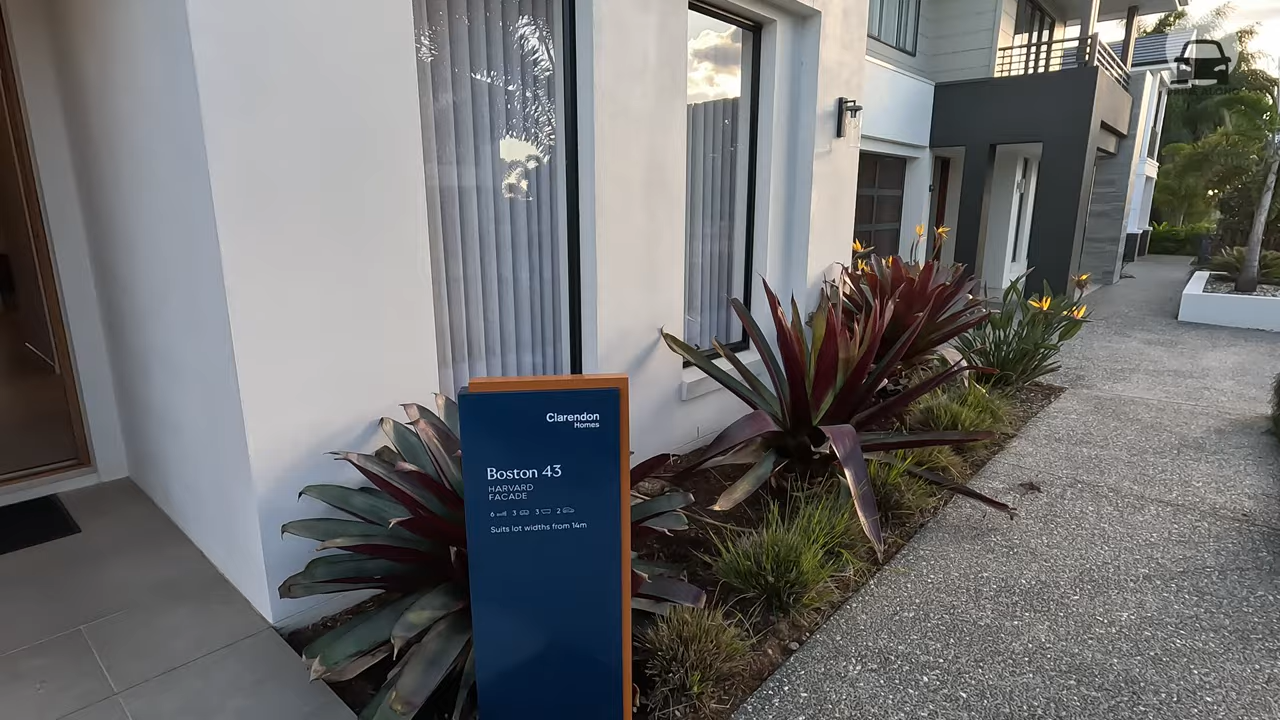 Clarendon
Homes
Boston 43
HARVARD
FACADE
6 3 3 2
Suits lot widths from 14m